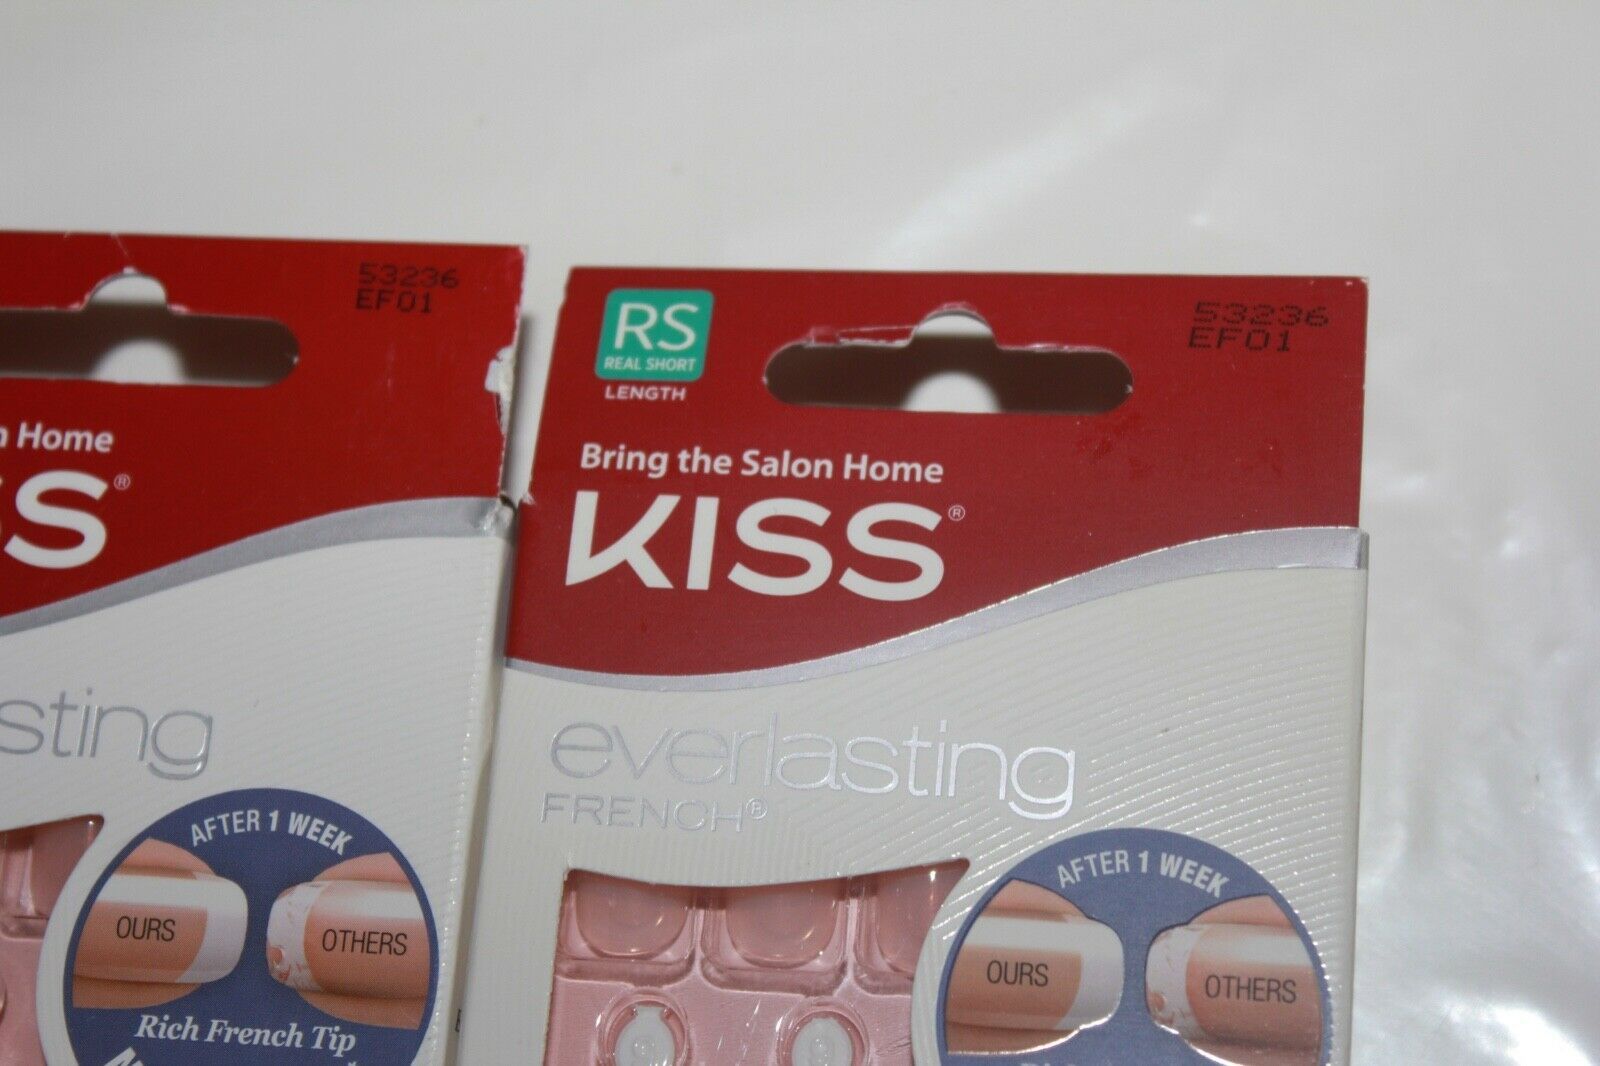 53236
EF01
Home
SS®
sting
AFTER 1 WEEK
OURS
OTHERS
Rich French Tip
RS
REAL SHORT
LENGTH
53236
EF01
Bring the Salon Home
KISS®
everlasting
FRENCH®
AFTER 1 WEEK
OURS
OTHERS